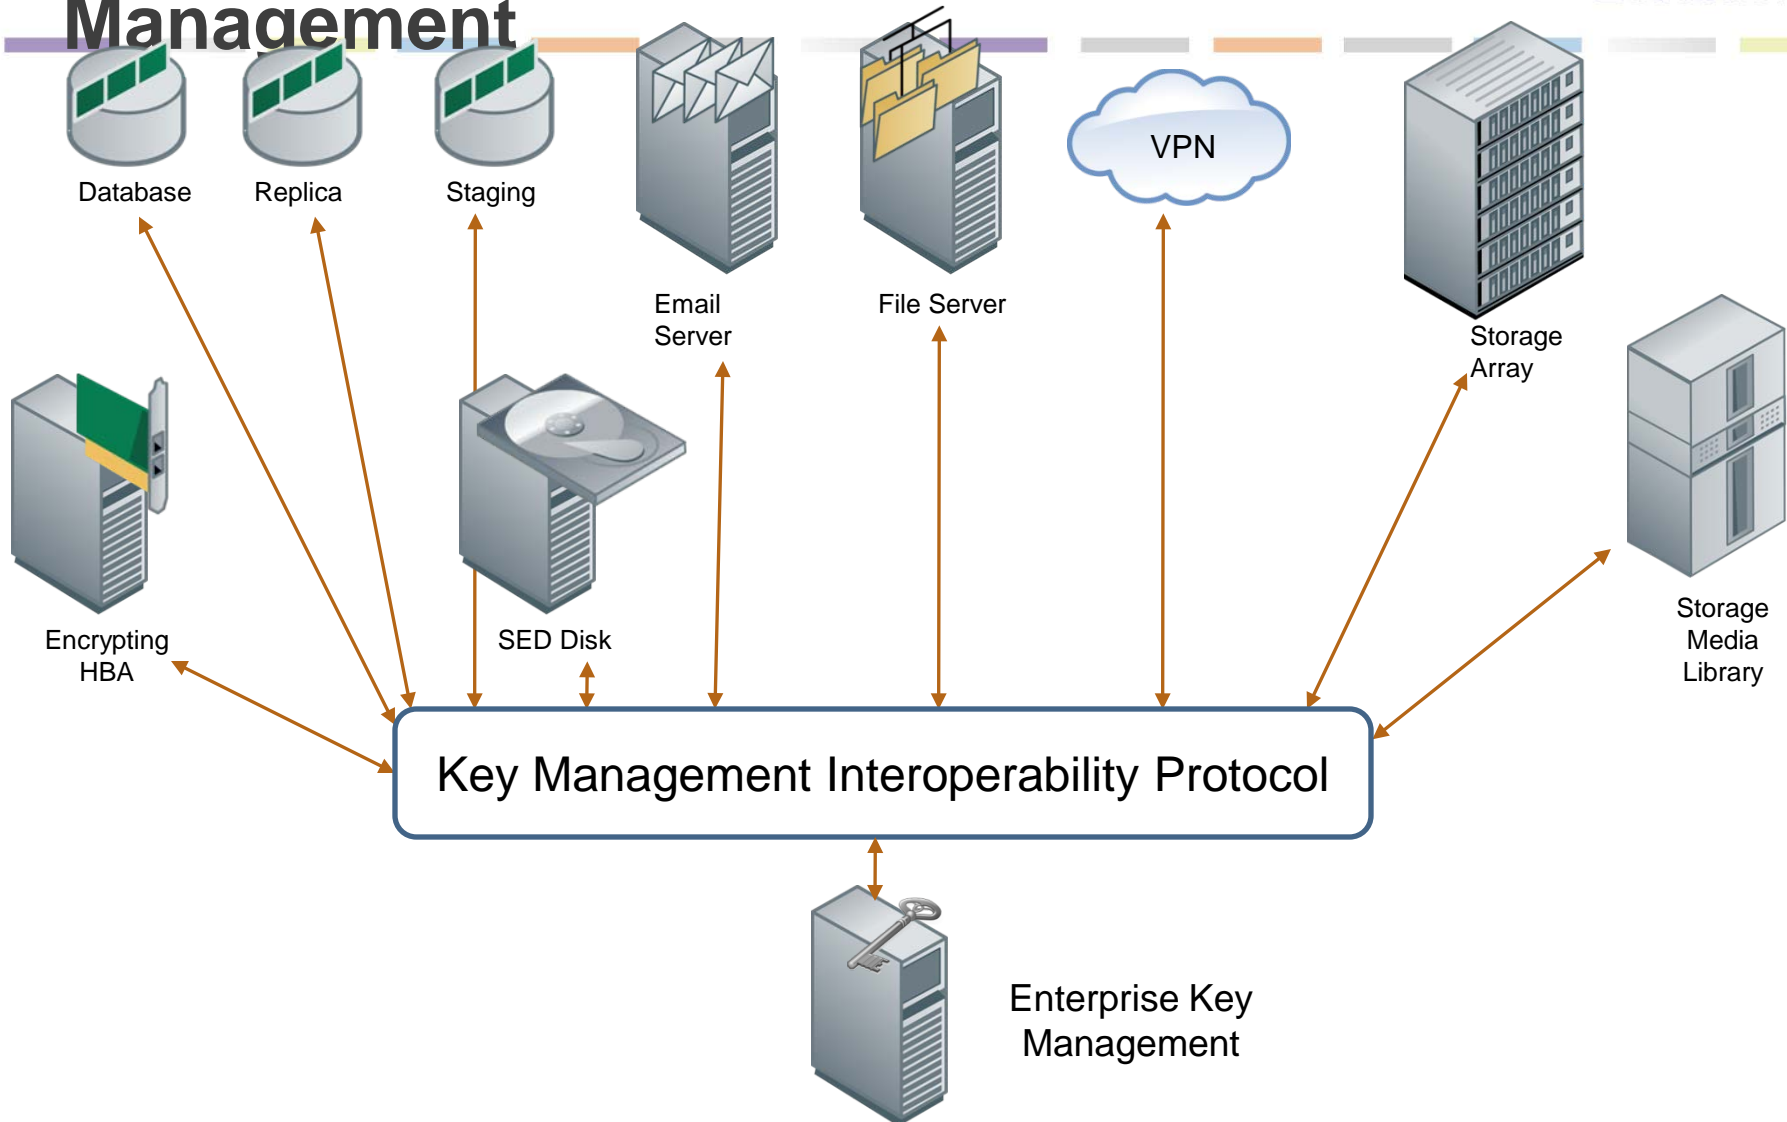 Management
Database
Replica
Staging
VPN
Email
Server
File Server
Storage
Array
Encrypting
HBA
SED Disk
Storage
Media
Library
Key Management Interoperability Protocol
Enterprise Key
Management